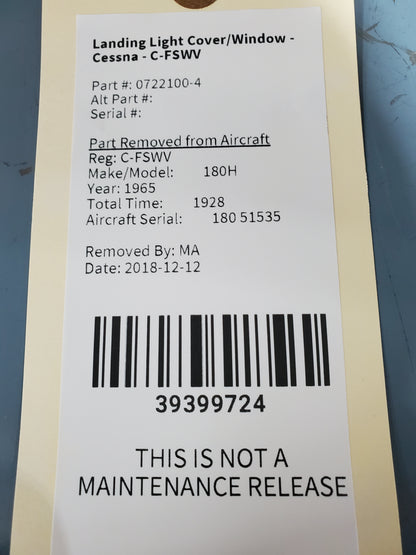 Landing Light Cover/Window -
Cessna - C-FSWV
Part #: 0722100-4
Alt Part #:
Serial #:
Part Removed from Aircraft
Reg: C-FSWV
Make/Model: 180H
Year: 1965
Total Time: 1928
Aircraft Serial: 180 51535
Removed By: MA
Date: 2018-12-12
39399724
THIS IS NOT A
MAINTENANCE RELEASE